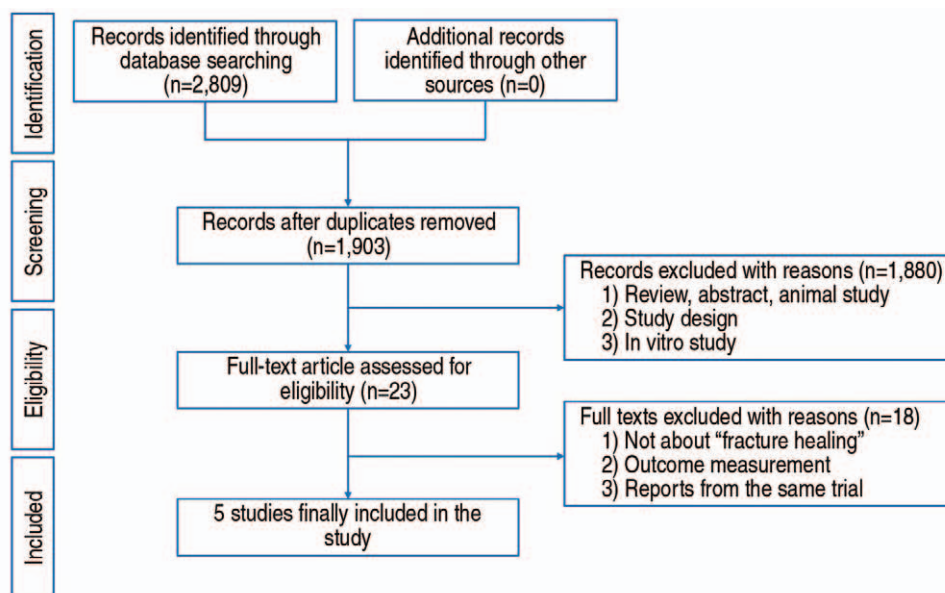 Identification
Records identified through
database searching
(n=2,809)
Additional records
identified through other
sources (n=0)
Screening
Records after duplicates removed
(n=1,903)
Records excluded with reasons (n=1,880)
1) Review, abstract, animal study
2) Study design
3) In vitro study
Eligibility
Full-text article assessed for
eligibility (n=23)
Full texts excluded with reasons (n=18)
1) Not about “fracture healing”
2) Outcome measurement
3) Reports from the same trial
Included
5 studies finally included in the
study